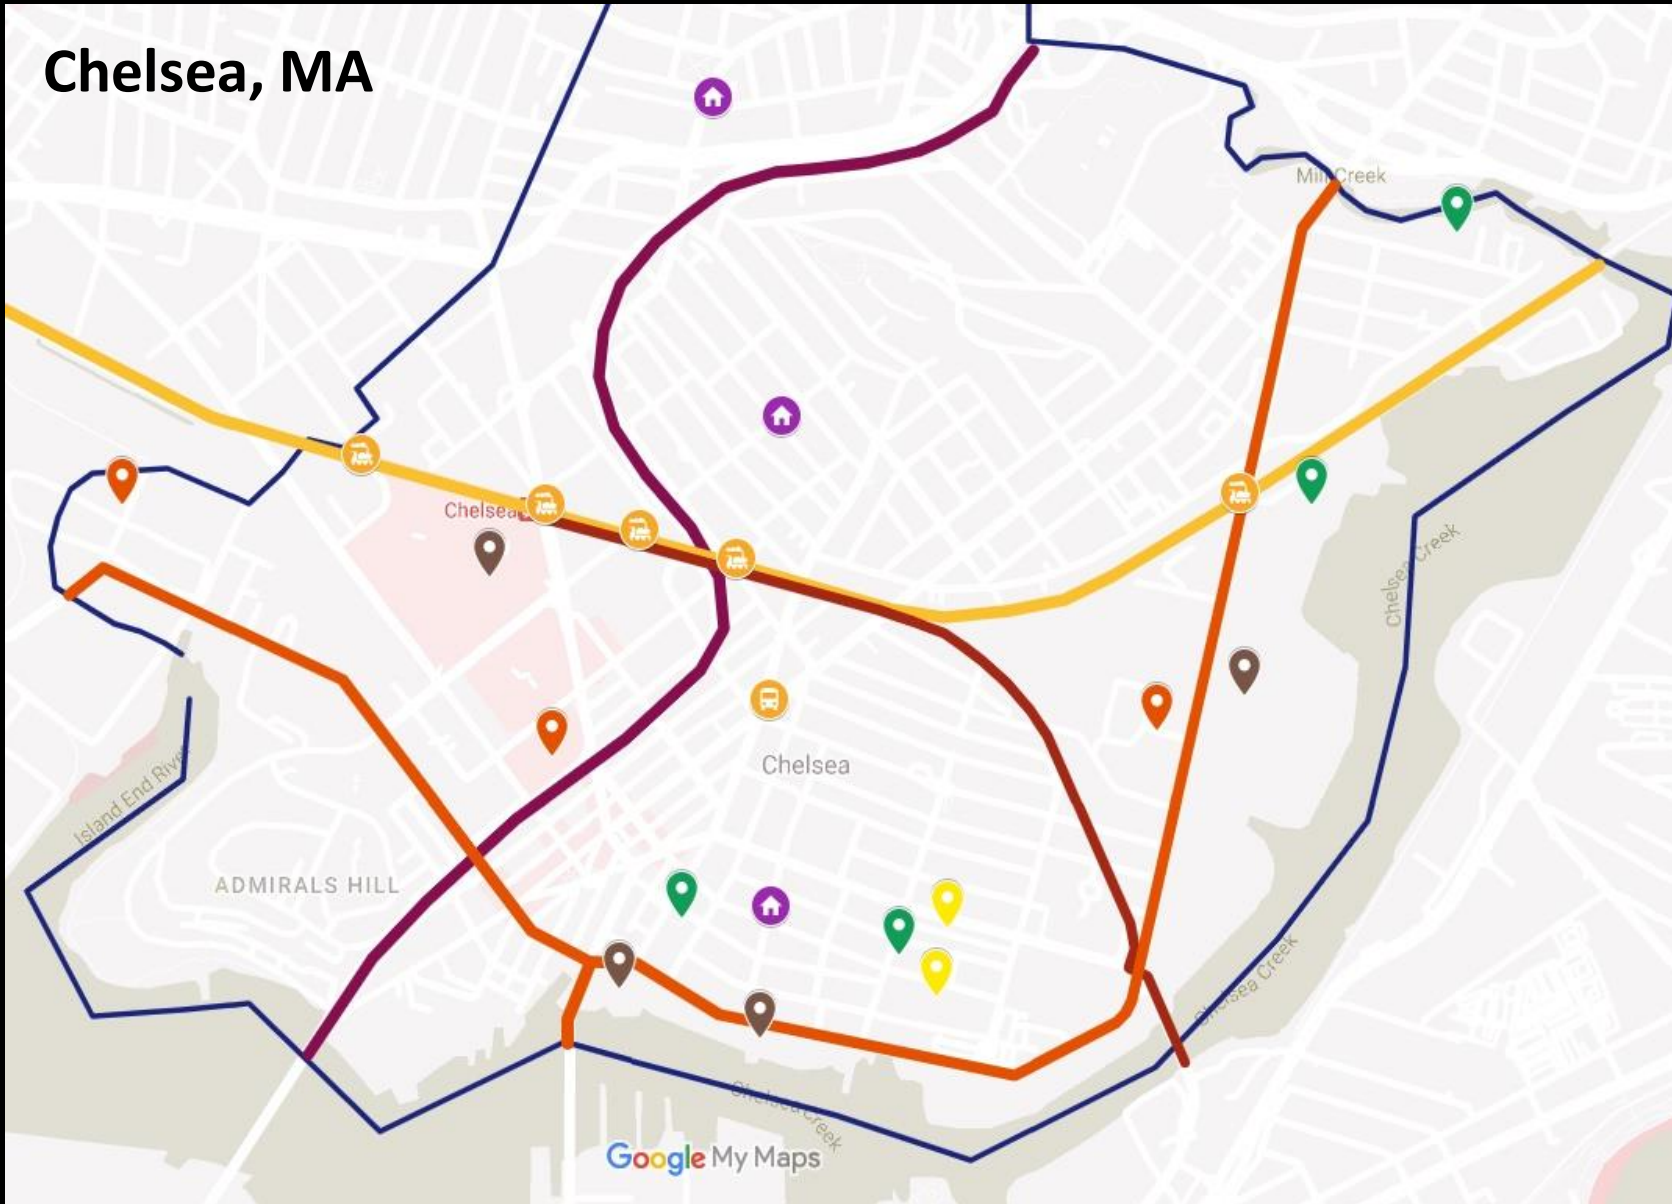 Chelsea, MA
Mill Creek
Chelsea
Chelsea Creek
Chelsea
Island End River
ADMIRALS HILL
Chelsea Creek
Chelsea Creek
Google My Maps